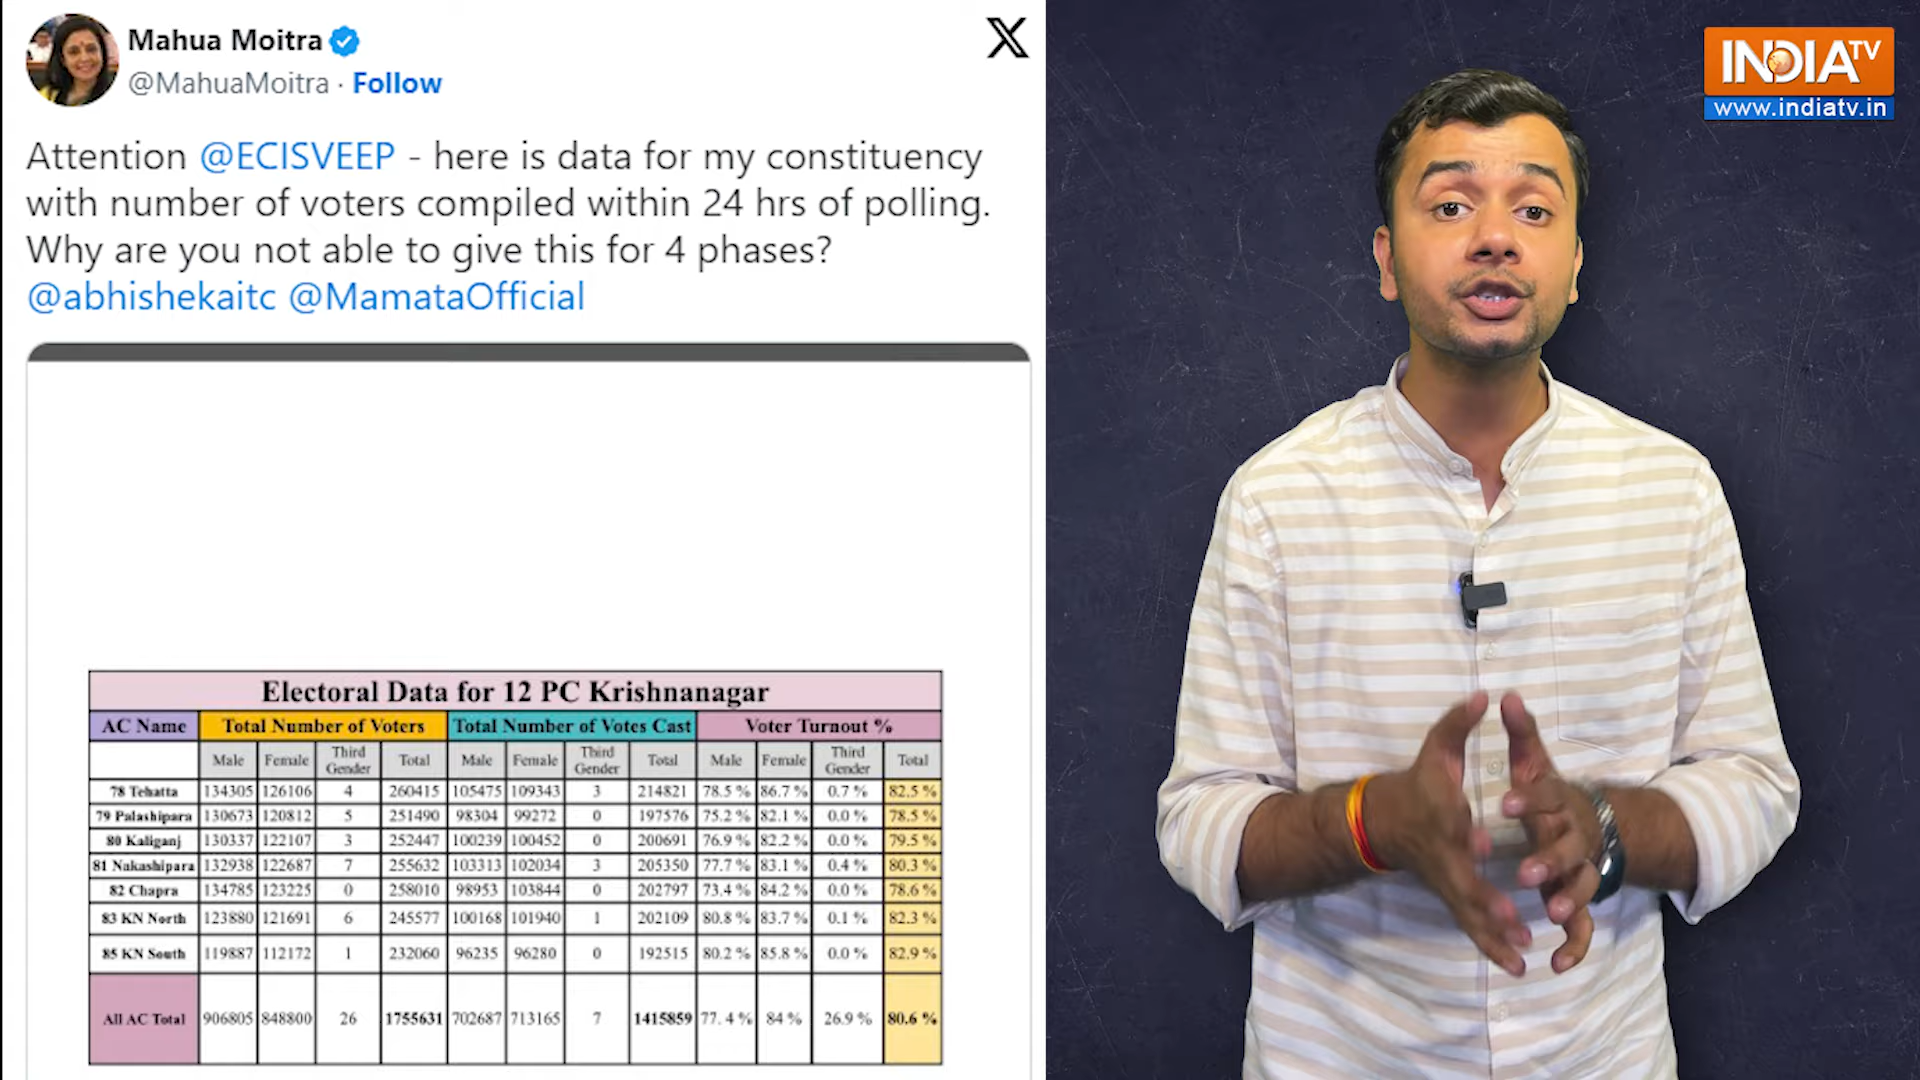 Mahua Moitra
@MahuaMoitra · Follow
X
Attention @ECISVEEP - here is data for my constituency
with number of voters compiled within 24 hrs of polling.
Why are you not able to give this for 4 phases?
@abhishekaitc @MamataOfficial
Electoral Data for 12 PC Krishnanagar
AC Name Total Number of Voters Total Number of Votes Cast Voter Turnout %
Male Female Third Gender Total Male Female Third Gender Total Male Female Third Gender Total
78 Tehatta 134305 126106 4 260415 105475 109343 3 214821 78.5 % 86.7 % 0.7 % 82.5 %
79 Palashipara 130673 120812 5 251490 98304 99272 0 197576 75.2 % 82.1 % 0.0 % 78.5 %
80 Kaliganj 130337 122107 3 252447 100239 100452 0 200691 76.9 % 82.2 % 0.0 % 79.5 %
81 Nakashipara 132938 122687 7 255632 103313 102034 3 205350 77.7 % 83.1 % 0.4 % 80.3 %
82 Chapra 134785 123225 0 258010 98953 103844 0 202797 73.4 % 84.2 % 0.0 % 78.6 %
83 KN North 123880 121691 6 245577 100168 101940 1 202109 80.8 % 83.7 % 0.1 % 82.3 %
85 KN South 119887 112172 1 232060 96235 96280 0 192515 80.2 % 85.8 % 0.0 % 82.9 %
All AC Total 906805 848800 26 1755631 702687 713165 7 1415859 77. 4 % 84 % 26.9 % 80.6 %
INDIA TV
www.indiatv.in